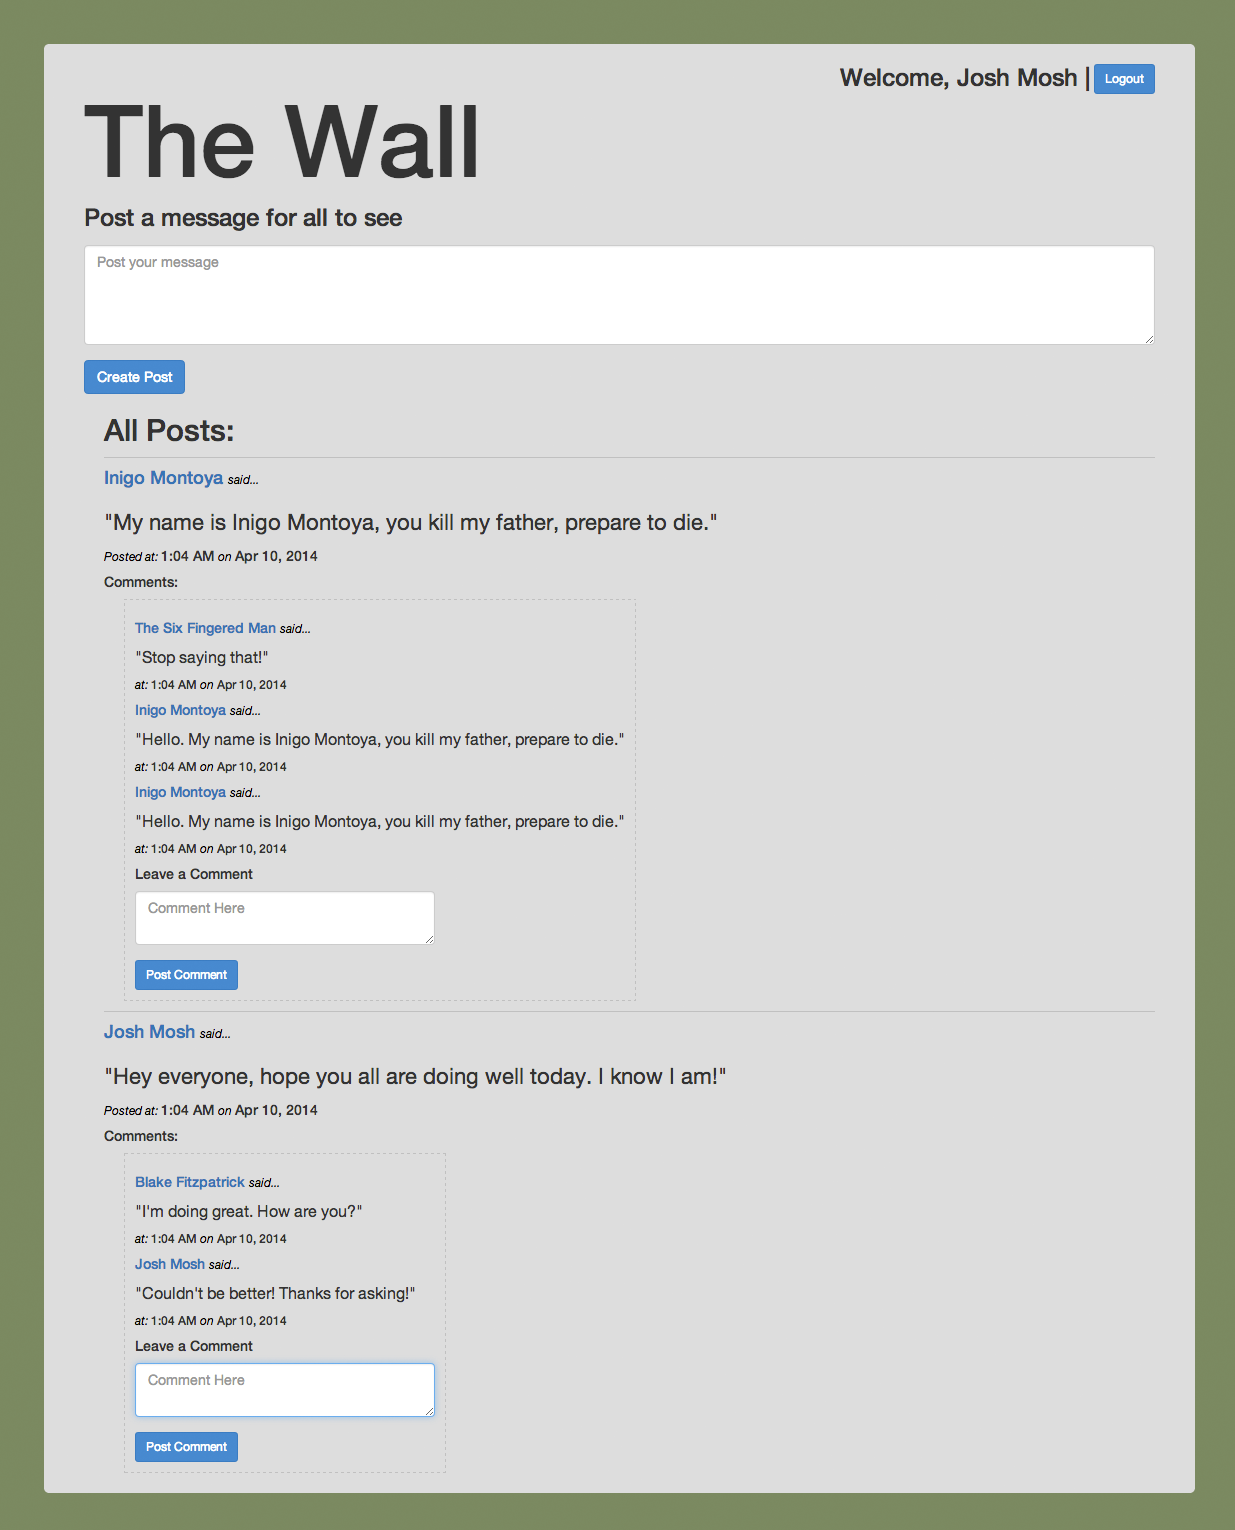 Welcome, Josh Mosh | Logout
The Wall
Post a message for all to see
Post your message
Create Post
All Posts:
Inigo Montoya said...
"My name is Inigo Montoya, you kill my father, prepare to die."
Posted at: 1:04 AM on Apr 10, 2014
Comments:
The Six Fingered Man said...
"Stop saying that!"
at: 1:04 AM on Apr 10, 2014
Inigo Montoya said...
"Hello. My name is Inigo Montoya, you kill my father, prepare to die."
at: 1:04 AM on Apr 10, 2014
Inigo Montoya said...
"Hello. My name is Inigo Montoya, you kill my father, prepare to die."
at: 1:04 AM on Apr 10, 2014
Leave a Comment
Comment Here
Post Comment
Josh Mosh said...
"Hey everyone, hope you all are doing well today. I know I am!"
Posted at: 1:04 AM on Apr 10, 2014
Comments:
Blake Fitzpatrick said...
"I'm doing great. How are you?"
at: 1:04 AM on Apr 10, 2014
Josh Mosh said...
"Couldn't be better! Thanks for asking!"
at: 1:04 AM on Apr 10, 2014
Leave a Comment
Comment Here
Post Comment